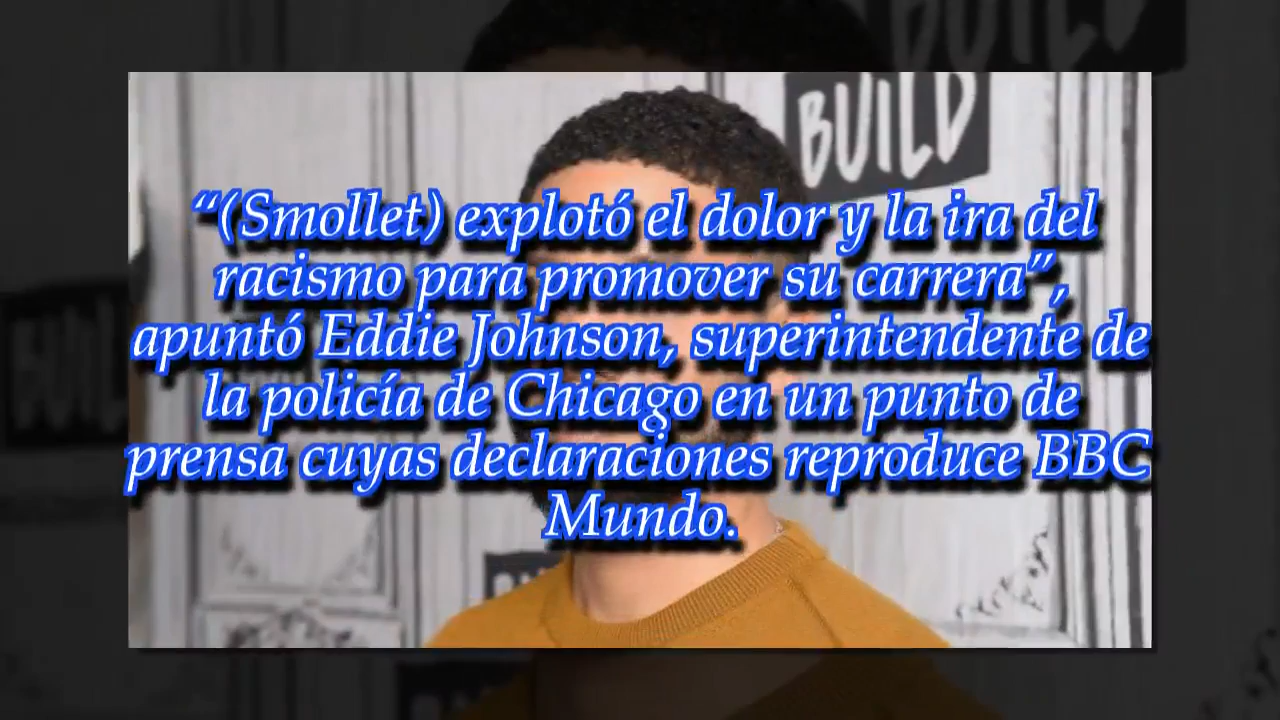 BUILD
“(Smollet) explotó el dolor y la ira del
racismo para promover su carrera”,
apuntó Eddie Johnson, superintendente de
la policía de Chicago en un punto de
prensa cuyas declaraciones reproduce BBC
Mundo.